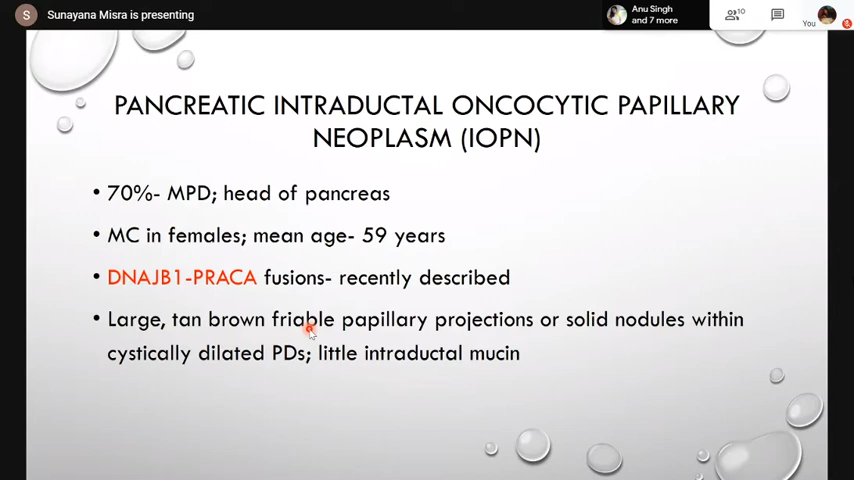 S Sunayana Misra is presenting
Anu Singh
and 7 more
10
You
PANCREATIC INTRADUCTAL ONCOCYTIC PAPILLARY
NEOPLASM (IOPN)
• 70%- MPD; head of pancreas
• MC in females; mean age- 59 years
• DNAJB1-PRACA fusions- recently described
• Large, tan brown friable papillary projections or solid nodules within
cystically dilated PDs; little intraductal mucin